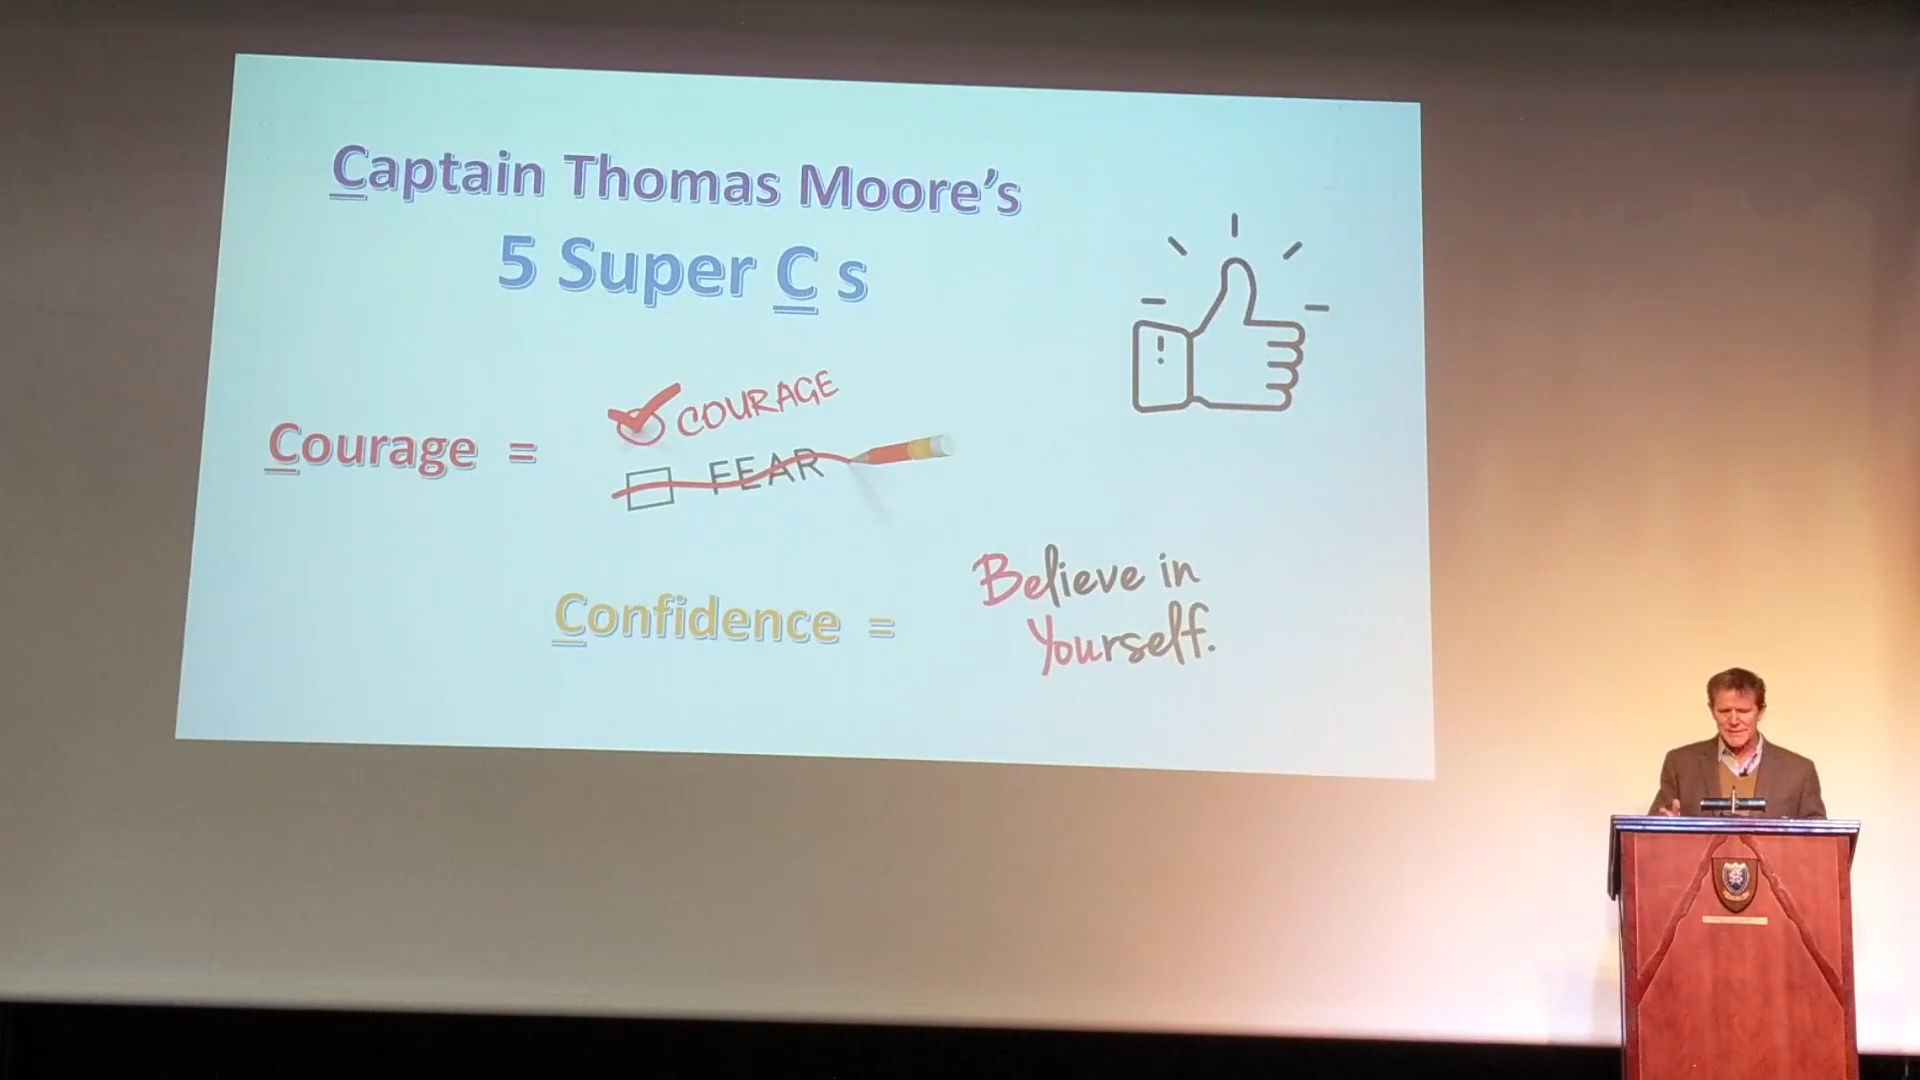 Captain Thomas Moore's
5 Super C s
Courage =
COURAGE
FEAR
Confidence =
Believe in
Yourself.